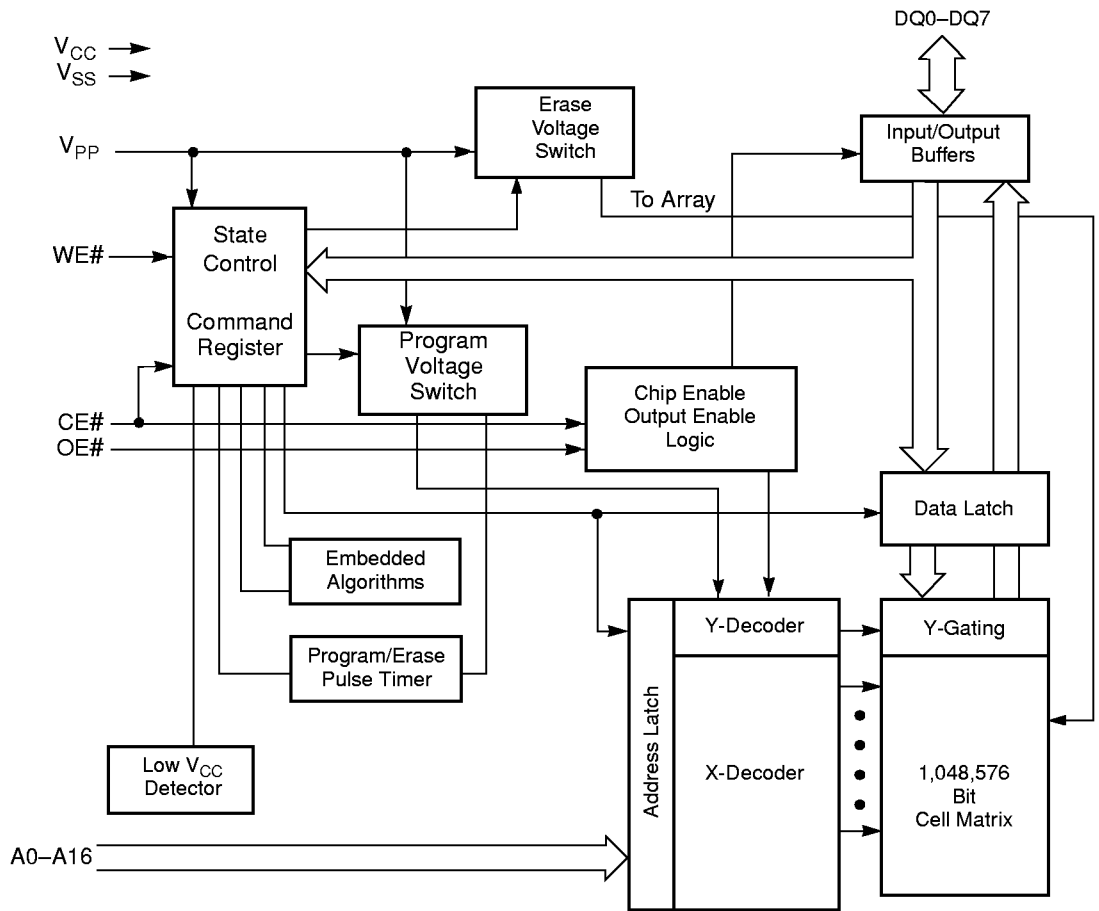 DQ0–DQ7
VCC
VSS
Erase
Voltage
Switch
Input/Output
Buffers
VPP
To Array
State
Control
WE#
Command
Register
Program
Voltage
Switch
Chip Enable
Output Enable
Logic
CE#
OE#
Data Latch
Embedded
Algorithms
Y-Decoder
Y-Gating
Program/Erase
Pulse Timer
Address Latch
Low VCC
Detector
X-Decoder
1,048,576
Bit
Cell Matrix
A0–A16